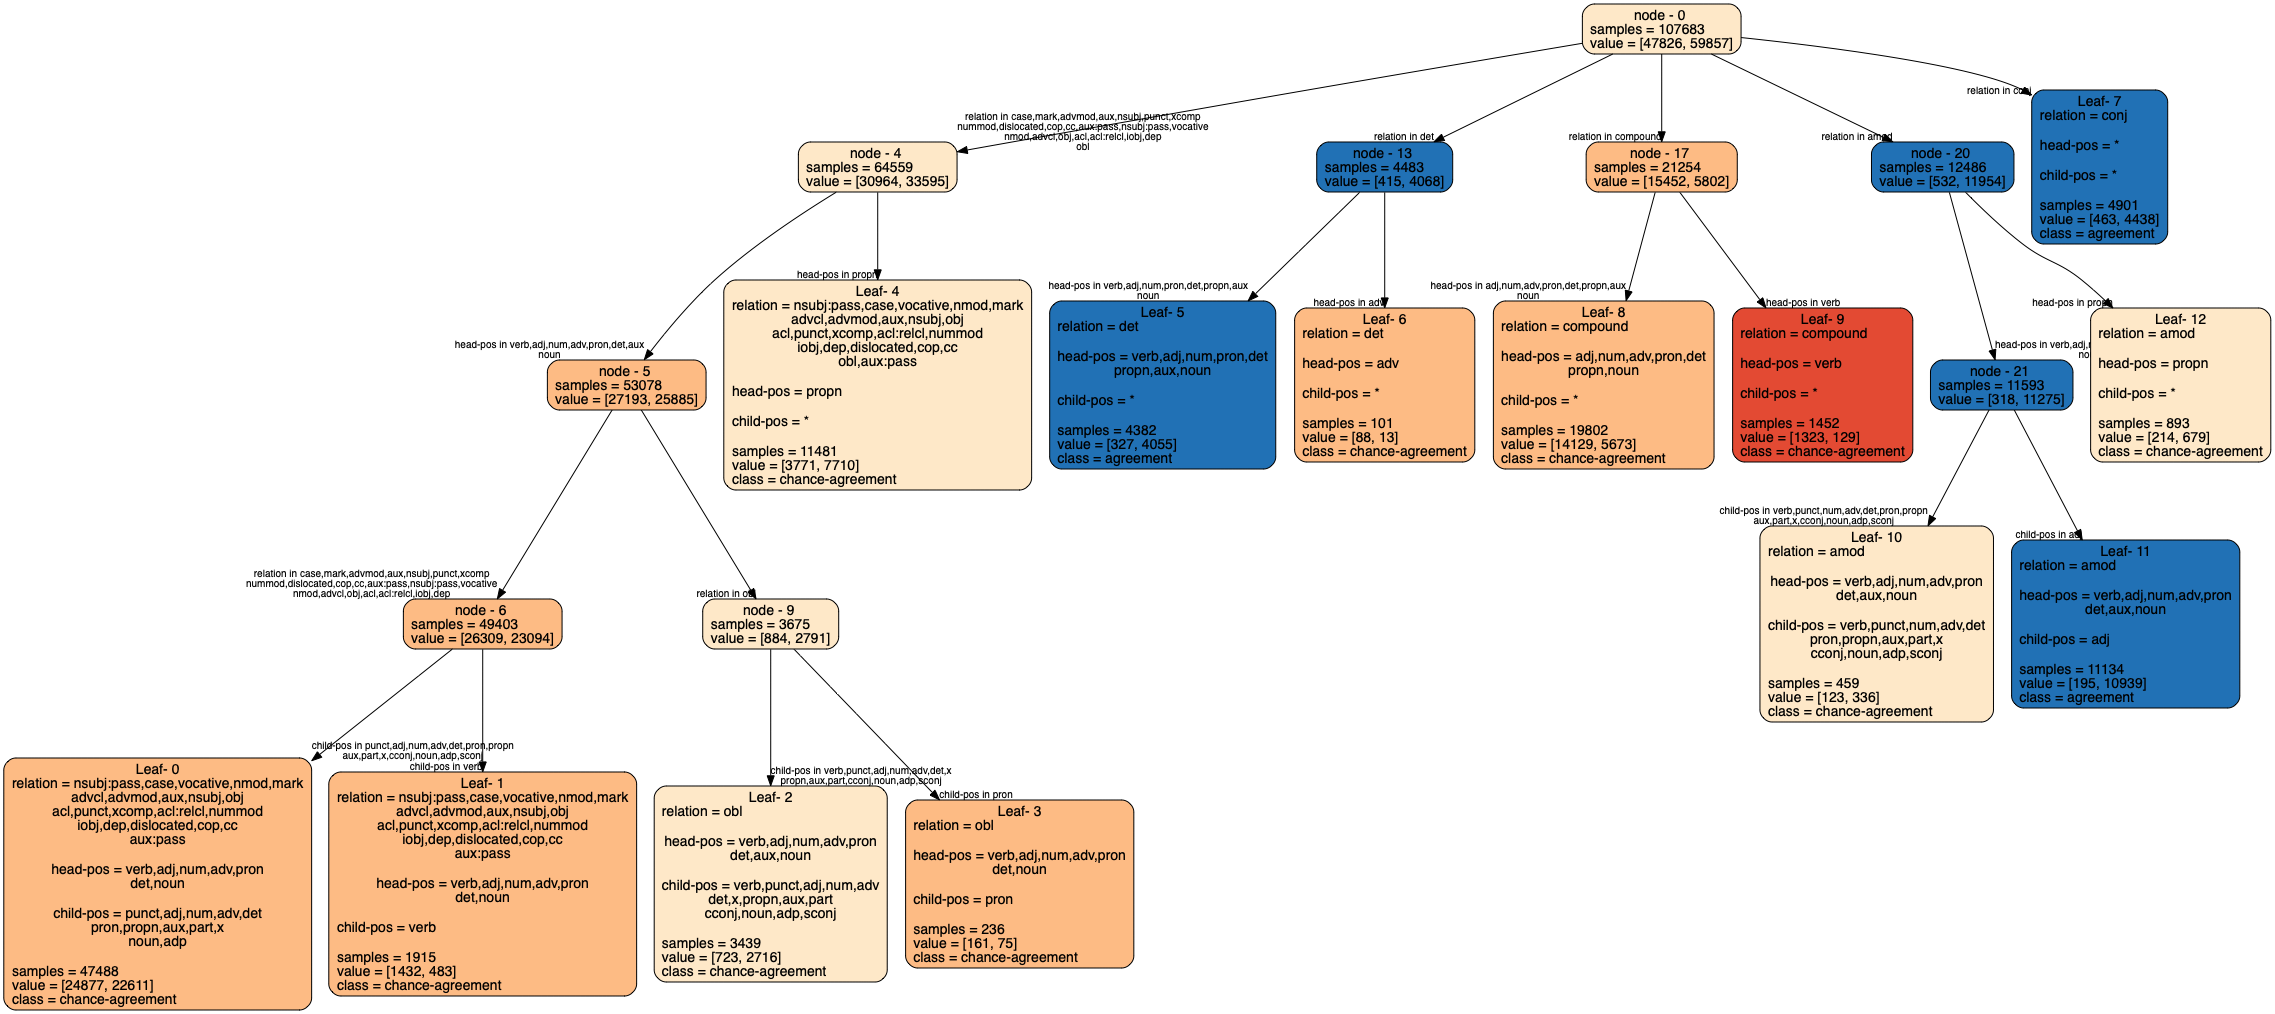 node - 0
samples = 107683
value = [47826, 59857]
relation in case,mark,advmod,aux,nsubj,punct,xcomp
nummod,dislocated,cop,cc,aux:pass,nsubj:pass,vocative
nmod,advcl,obj,acl,acl:relcl,iobj,dep
obl
relation in det
relation in compound
relation in amod
relation in conj
node - 4
samples = 64559
value = [30964, 33595]
node - 13
samples = 4483
value = [415, 4068]
node - 17
samples = 21254
value = [15452, 5802]
node - 20
samples = 12486
value = [532, 11954]
Leaf- 7
relation = conj
head-pos = *
child-pos = *
samples = 4901
value = [463, 4438]
class = agreement
head-pos in verb,adj,num,adv,pron,det,aux
noun
head-pos in propn
head-pos in verb,adj,num,pron,det,propn,aux
noun
head-pos in adv
head-pos in adj,num,adv,pron,det,propn,aux
noun
head-pos in verb
head-pos in verb,adj,
head-pos in propn
node - 5
samples = 53078
value = [27193, 25885]
Leaf- 4
relation = nsubj:pass,case,vocative,nmod,mark
advcl,advmod,aux,nsubj,obj
acl,punct,xcomp,acl:relcl,nummod
iobj,dep,dislocated,cop,cc
obl,aux:pass
head-pos = propn
child-pos = *
samples = 11481
value = [3771, 7710]
class = chance-agreement
Leaf- 5
relation = det
head-pos = verb,adj,num,pron,det
propn,aux,noun
child-pos = *
samples = 4382
value = [327, 4055]
class = agreement
Leaf- 6
relation = det
head-pos = adv
child-pos = *
samples = 101
value = [88, 13]
class = chance-agreement
Leaf- 8
relation = compound
head-pos = adj,num,adv,pron,det
propn,noun
child-pos = *
samples = 19802
value = [14129, 5673]
class = chance-agreement
Leaf- 9
relation = compound
head-pos = verb
child-pos = *
samples = 1452
value = [1323, 129]
class = chance-agreement
node - 21
samples = 11593
value = [318, 11275]
Leaf- 12
relation = amod
head-pos = propn
child-pos = *
samples = 893
value = [214, 679]
class = chance-agreement
relation in case,mark,advmod,aux,nsubj,punct,xcomp
nummod,dislocated,cop,cc,aux:pass,nsubj:pass,vocative
nmod,advcl,obj,acl,acl:relcl,iobj,dep
relation in obl
child-pos in verb,punct,num,adv,det,pron,propn
aux,part,x,cconj,noun,adp,sconj
child-pos in adj
node - 6
samples = 49403
value = [26309, 23094]
node - 9
samples = 3675
value = [884, 2791]
Leaf- 10
relation = amod
head-pos = verb,adj,num,adv,pron
det,aux,noun
child-pos = verb,punct,num,adv,det
pron,propn,aux,part,x
cconj,noun,adp,sconj
samples = 459
value = [123, 336]
class = chance-agreement
Leaf- 11
relation = amod
head-pos = verb,adj,num,adv,pron
det,aux,noun
child-pos = adj
samples = 11134
value = [195, 10939]
class = agreement
child-pos in punct,adj,num,adv,det,pron,propn
aux,part,x,cconj,noun,adp,sconj
child-pos in verb
child-pos in verb,punct,adj,num,adv,det,x
propn,aux,part,cconj,noun,adp,sconj
child-pos in pron
Leaf- 0
relation = nsubj:pass,case,vocative,nmod,mark
advcl,advmod,aux,nsubj,obj
acl,punct,xcomp,acl:relcl,nummod
iobj,dep,dislocated,cop,cc
aux:pass
head-pos = verb,adj,num,adv,pron
det,noun
child-pos = punct,adj,num,adv,det
pron,propn,aux,part,x
noun,adp
samples = 47488
value = [24877, 22611]
class = chance-agreement
Leaf- 1
relation = nsubj:pass,case,vocative,nmod,mark
advcl,advmod,aux,nsubj,obj
acl,punct,xcomp,acl:relcl,nummod
iobj,dep,dislocated,cop,cc
aux:pass
head-pos = verb,adj,num,adv,pron
det,noun
child-pos = verb
samples = 1915
value = [1432, 483]
class = chance-agreement
Leaf- 2
relation = obl
head-pos = verb,adj,num,adv,pron
det,aux,noun
child-pos = verb,punct,adj,num,adv
det,x,propn,aux,part
cconj,noun,adp,sconj
samples = 3439
value = [723, 2716]
class = chance-agreement
Leaf- 3
relation = obl
head-pos = verb,adj,num,adv,pron
det,noun
child-pos = pron
samples = 236
value = [161, 75]
class = chance-agreement